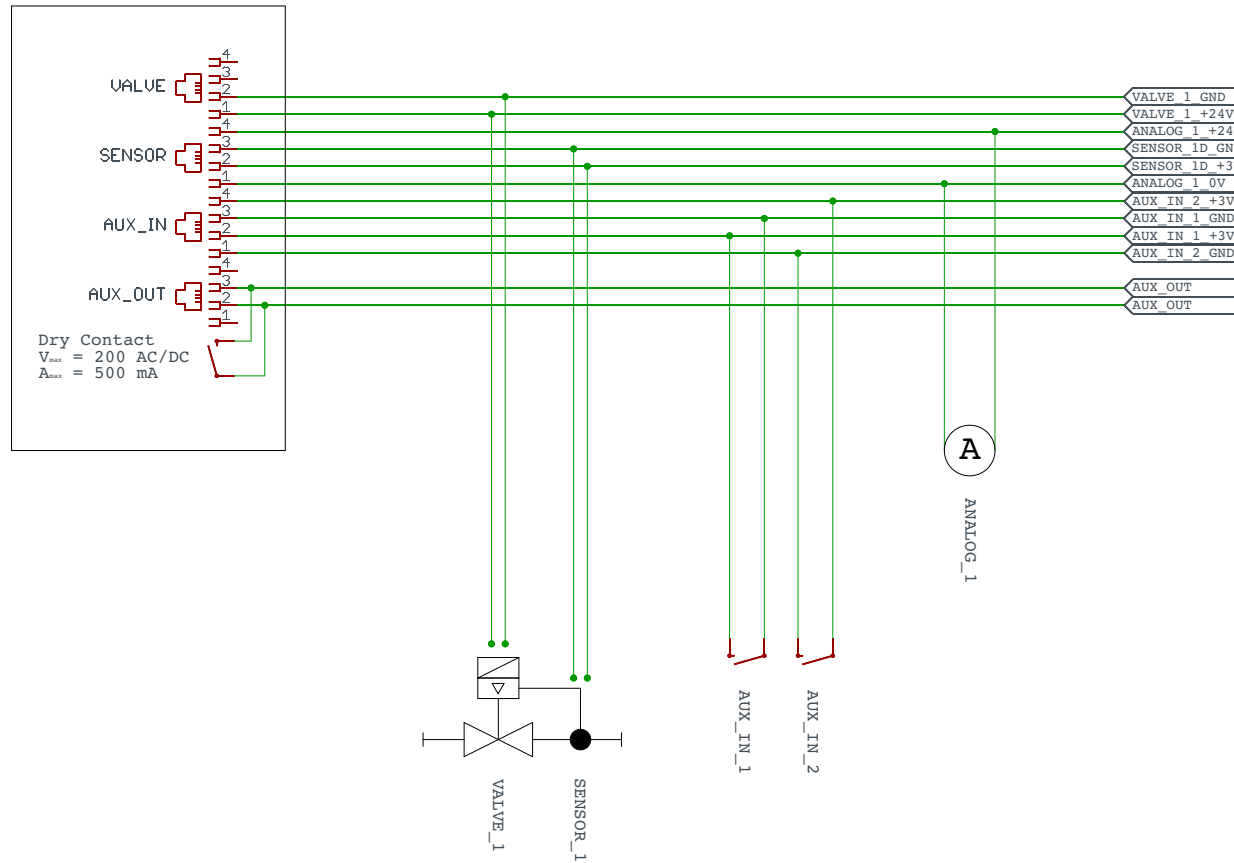 VALVE
4
3
2
1
SENSOR
4
3
2
1
AUX_IN
4
3
2
1
AUX_OUT
4
3
2
1
Dry Contact
Vmax = 200 AC/DC
Amax = 500 mA
VALVE_1_GND
VALVE_1_+24V
ANALOG_1_+24
SENSOR_1D_GN
SENSOR_1D_+3
ANALOG_1_0V
AUX_IN_2_+3V
AUX_IN_1_GND
AUX_IN_1_+3V
AUX_IN_2_GND
AUX_OUT
AUX_OUT
A
ANALOG_1
AUX_IN_1
AUX_IN_2
VALVE_1
SENSOR_1